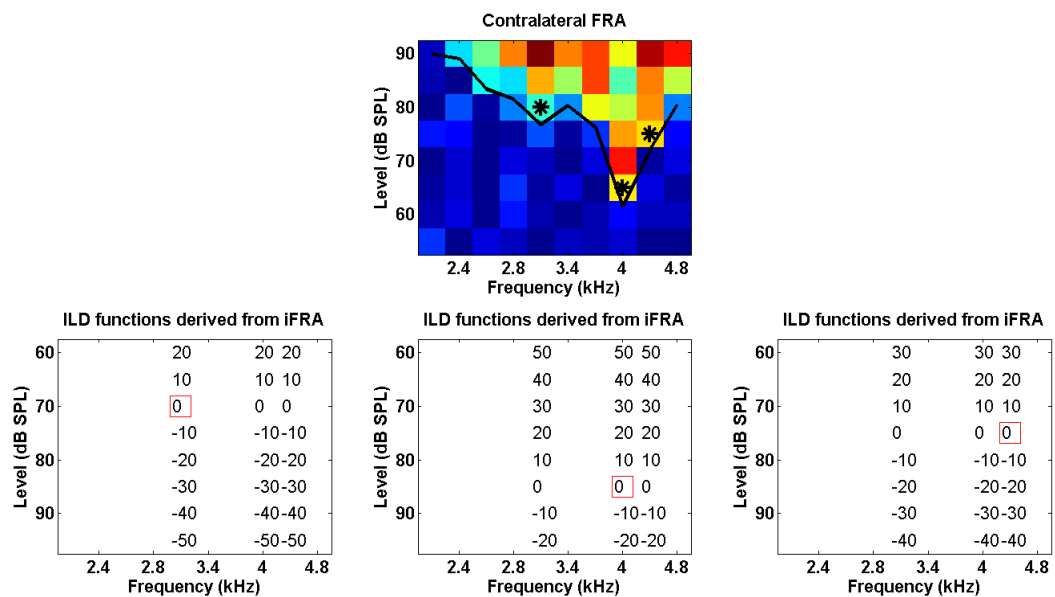 Contralateral FRA
90
80
70
60
Level (dB SPL)
2.4 2.8 3.4 4 4.8
Frequency (kHz)
ILD functions derived from iFRA
60
70
80
90
Level (dB SPL)
20 20 20
10 10 10
0 0 0
-10 -10 -10
-20 -20 -20
-30 -30 -30
-40 -40 -40
-50 -50 -50
2.4 2.8 3.4 4 4.8
Frequency (kHz)
ILD functions derived from iFRA
60
70
80
90
Level (dB SPL)
50 50 50
40 40 40
30 30 30
20 20 20
10 10 10
0 0 0
-10 -10 -10
-20 -20 -20
2.4 2.8 3.4 4 4.8
Frequency (kHz)
ILD functions derived from iFRA
60
70
80
90
Level (dB SPL)
30 30 30
20 20 20
10 10 10
0 0 0
-10 -10 -10
-20 -20 -20
-30 -30 -30
-40 -40 -40
2.4 2.8 3.4 4 4.8
Frequency (kHz)